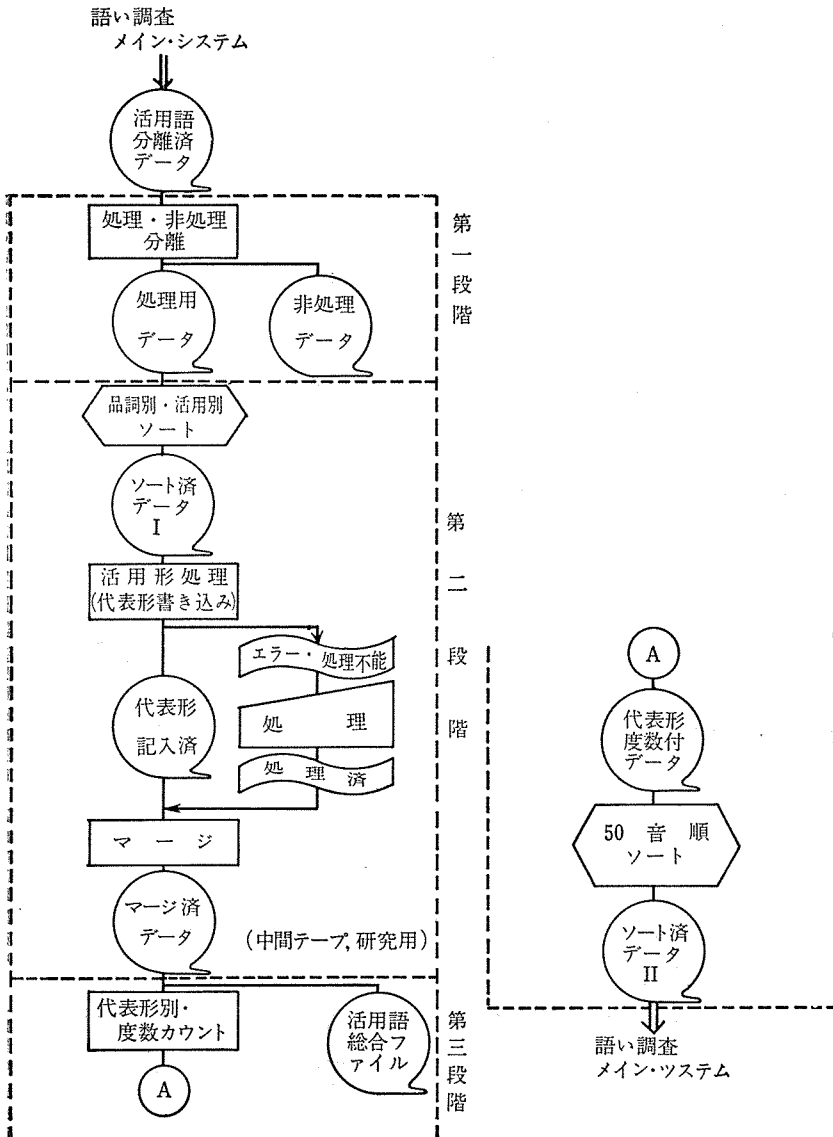 語い調査
メイン・システム
活用語
分離済
データ
処理・非処理
分離
処理用
データ
非処理
データ
第一段階
品詞別・活用別
ソート
ソート済
データ
I
活用形処理
(代表形書き込み)
エラー・処理不能
処理
処理済
代表形
記入済
マージ
マージ済
データ
(中間テープ,研究用)
第二段階
代表形別・
度数カウント
活用語
総合フ
ァイル
A
第三段階
A
代表形
度数付
データ
50音順
ソート
ソート済
データ
II
語い調査
メイン・ツステム